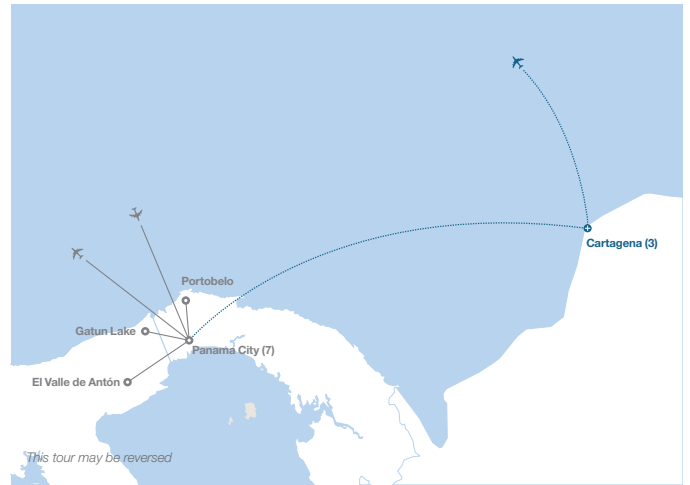 Cartagena (3)
Portobelo
Gatun Lake
Panama City (7)
El Valle de Antón
This tour may be reversed